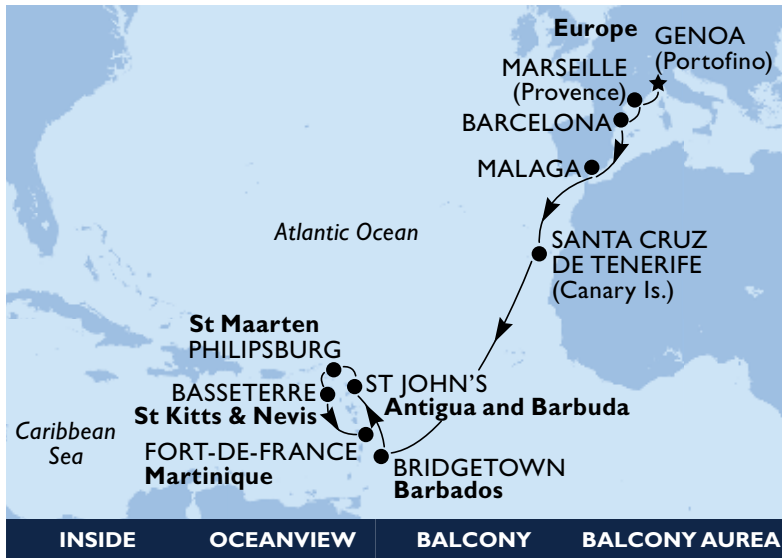 Europe
GENOA
(Portofino)
MARSEILLE
(Provence)
BARCELONA
MALAGA
Atlantic Ocean
SANTA CRUZ
DE TENERIFE
(Canary Is.)
St Maarten
PHILIPSBURG
ST JOHN'S
Antigua and Barbuda
BASSETERRE
St Kitts & Nevis
Caribbean
Sea
FORT-DE-FRANCE
Martinique
BRIDGETOWN
Barbados
INSIDE OCEANVIEW BALCONY BALCONY AUREA